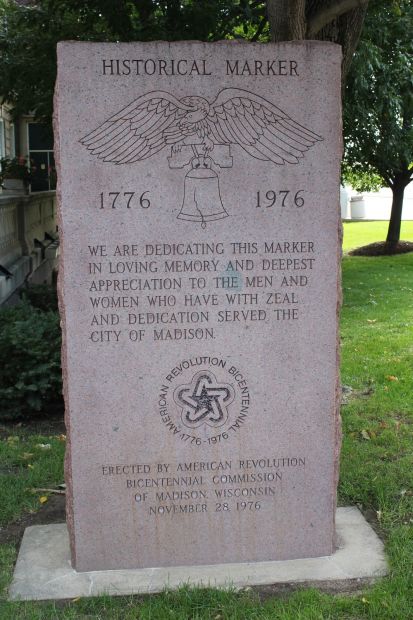 HISTORICAL MARKER
1776 1976
WE ARE DEDICATING THIS MARKER
IN LOVING MEMORY AND DEEPEST
APPRECIATION TO THE MEN AND
WOMEN WHO HAVE WITH ZEAL
AND DEDICATION SERVED THE
CITY OF MADISON.
AMERICAN REVOLUTION BICENTENNIAL
1776-1976
ERECTED BY AMERICAN REVOLUTION
BICENTENNIAL COMMISSION
OF MADISON, WISCONSIN
NOVEMBER 28 1976